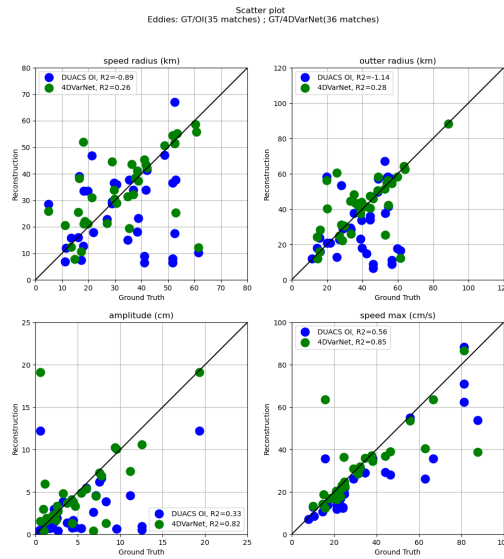 Scatter plot
Eddies: GT/OI(35 matches) ; GT/4DVarNet(36 matches)
speed radius (km)
80
70
60
50
40
30
20
10
0
Reconstruction
DUACS OI, R2=-0.89
4DVarNet, R2=0.26
0 10 20 30 40 50 60 70 80
Ground Truth
outter radius (km)
120
100
80
60
40
20
0
Reconstruction
DUACS OI, R2=-1.14
4DVarNet, R2=0.28
0 20 40 60 80 100 120
Ground Truth
amplitude (cm)
25
20
15
10
5
0
Reconstruction
DUACS OI, R2=0.33
4DVarNet, R2=0.82
0 5 10 15 20 25
Ground Truth
speed max (cm/s)
100
80
60
40
20
0
Reconstruction
DUACS OI, R2=0.56
4DVarNet, R2=0.85
0 20 40 60 80 100
Ground Truth